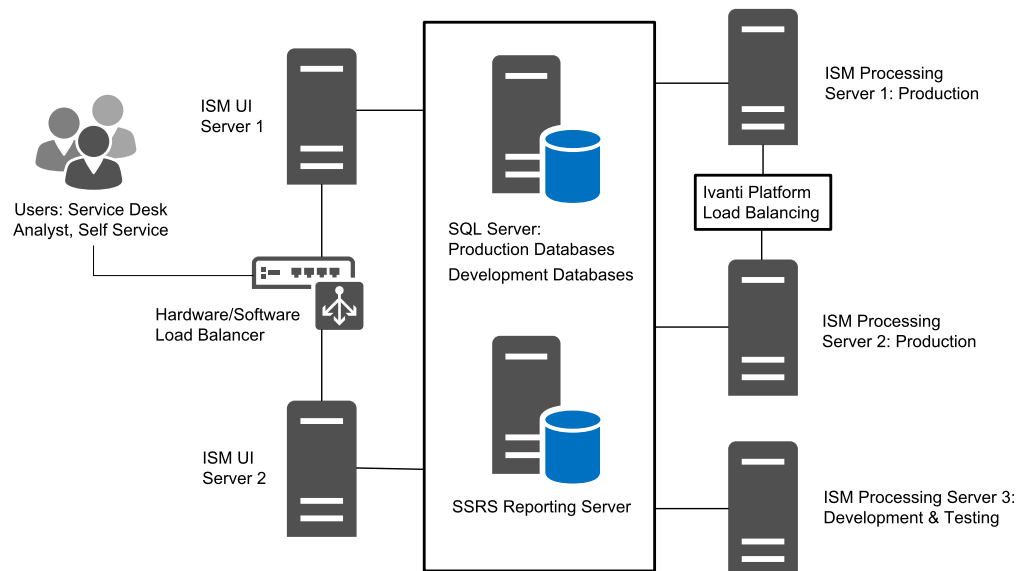 ISM UI
Server 1
Users: Service Desk
Analyst, Self Service
Hardware/Software
Load Balancer
ISM UI
Server 2
SQL Server:
Production Databases
Development Databases
SSRS Reporting Server
ISM Processing
Server 1: Production
Ivanti Platform
Load Balancing
ISM Processing
Server 2: Production
ISM Processing Server 3:
Development & Testing